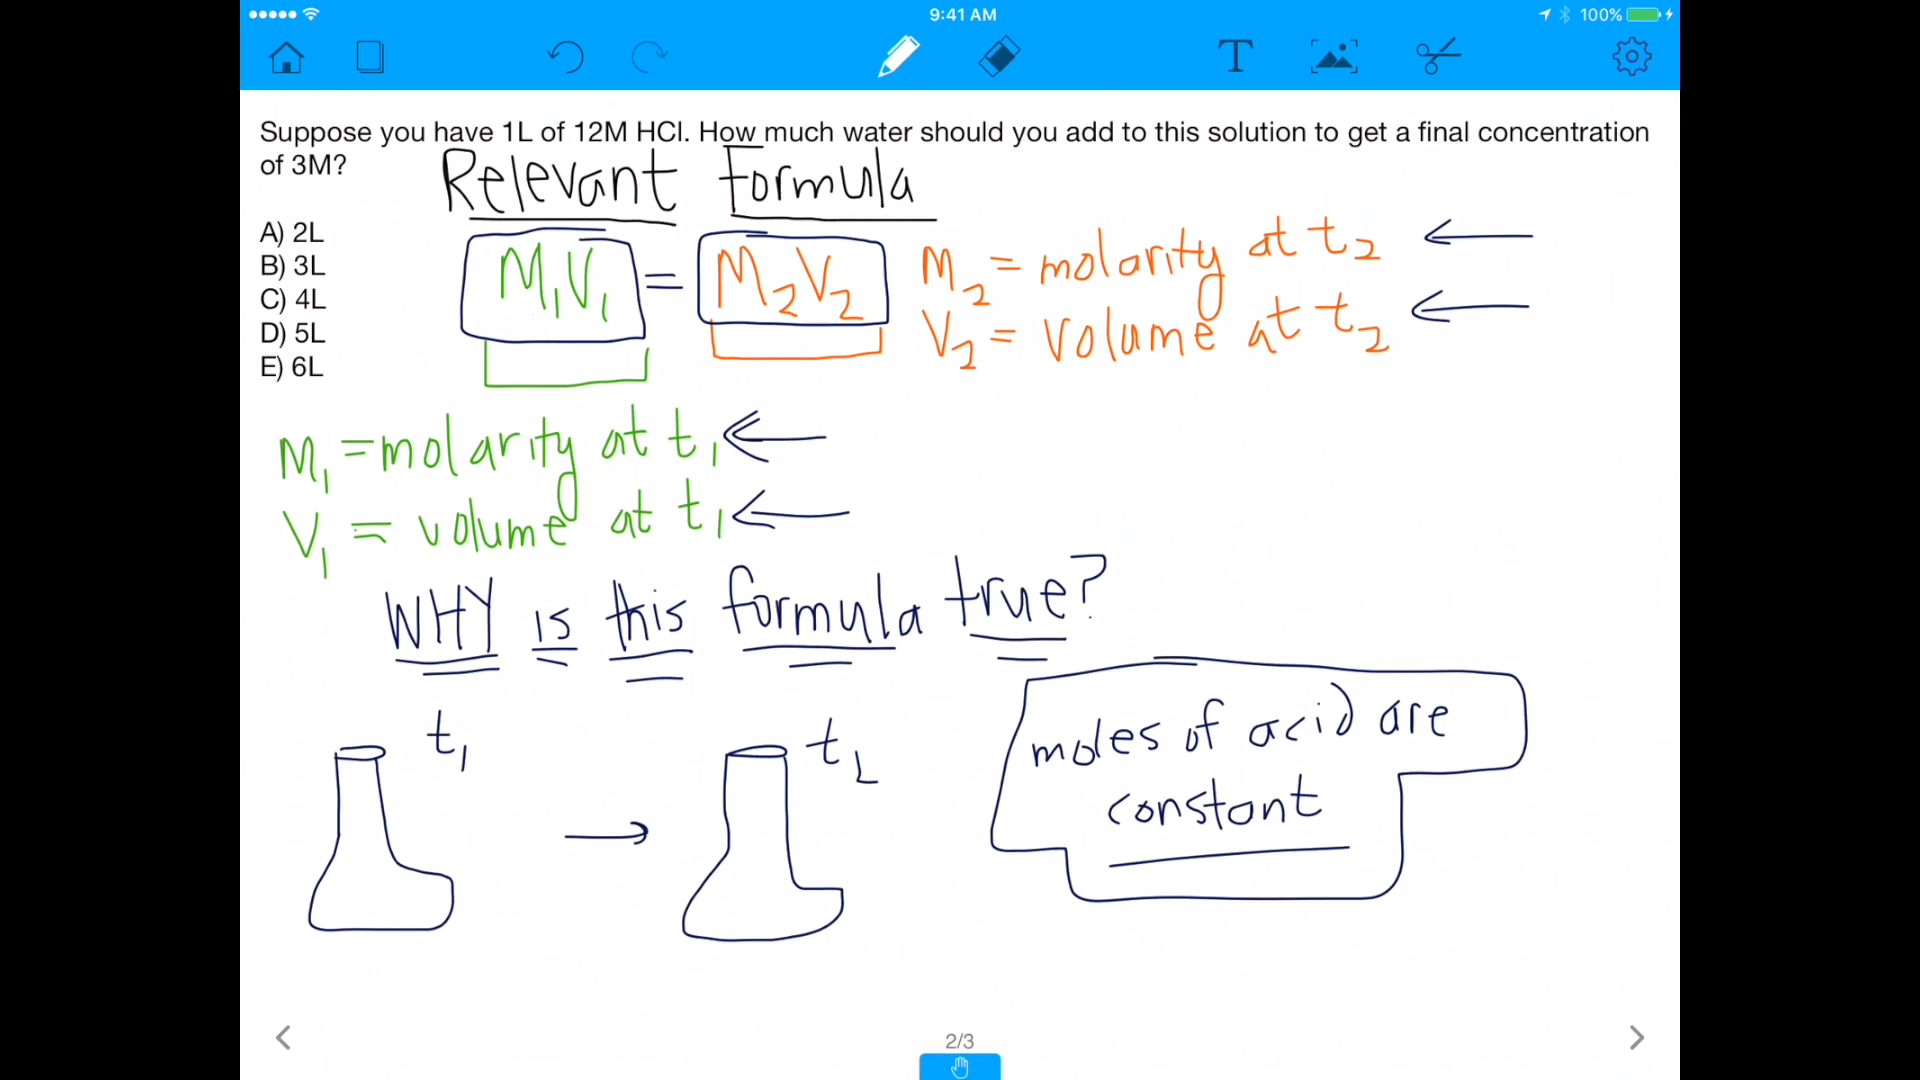 9:41 AM
100%
T
Suppose you have 1L of 12M HCl. How much water should you add to this solution to get a final concentration
of 3M?
Relevant Formula
A) 2L
B) 3L
C) 4L
D) 5L
E) 6L
M₁V₁ = M₂V₂
M₂ = molarity at t₂
V₂ = volume at t₂
M₁ = molarity at t₁
V₁ = volume at t₁
WHY is this formula true?
t₁
t₂
moles of acid are
constant
2/3